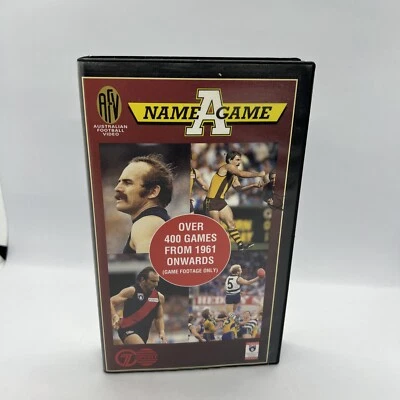 AFV
AUSTRALIAN
FOOTBALL
VIDEO
NAME A GAME
OVER
400 GAMES
FROM 1961
ONWARDS
(GAME FOOTAGE ONLY)
5